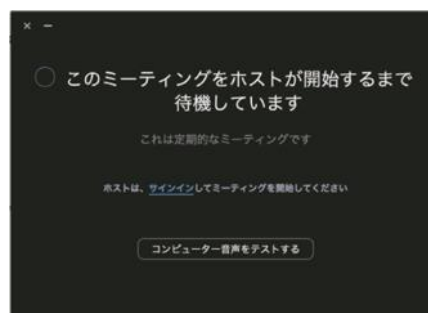 このミーティングをホストが開始するまで
待機しています
これは定期的なミーティングです
ホストは、サインインしてミーティングを開始してください
コンピューター音声をテストする